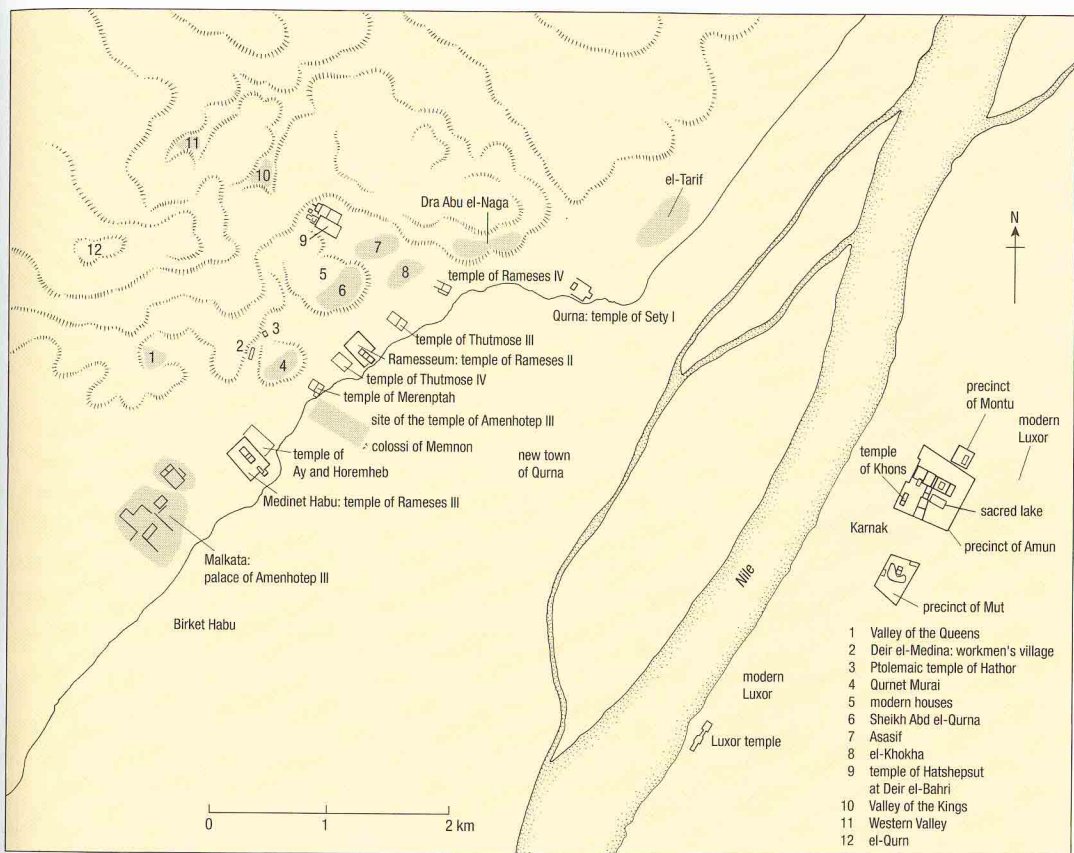 11
10
12
9
7
8
5
6
3
2
1
4
Dra Abu el-Naga
el-Tarif
N
temple of Rameses IV
Qurna: temple of Sety I
temple of Thutmose III
Ramesseum: temple of Rameses II
temple of Thutmose IV
temple of Merenptah
site of the temple of Amenhotep III
colossi of Memnon
temple of
Ay and Horemheb
new town
of Qurna
Medinet Habu: temple of Rameses III
Malkata:
palace of Amenhotep III
Birket Habu
Nile
precinct
of Montu
modern
Luxor
temple
of Khons
sacred lake
Karnak
precinct of Amun
precinct of Mut
modern
Luxor
Luxor temple
0 1 2 km
1 Valley of the Queens
2 Deir el-Medina: workmen's village
3 Ptolemaic temple of Hathor
4 Qurnet Murai
5 modern houses
6 Sheikh Abd el-Qurna
7 Asasif
8 el-Khokha
9 temple of Hatshepsut
at Deir el-Bahri
10 Valley of the Kings
11 Western Valley
12 el-Qurn